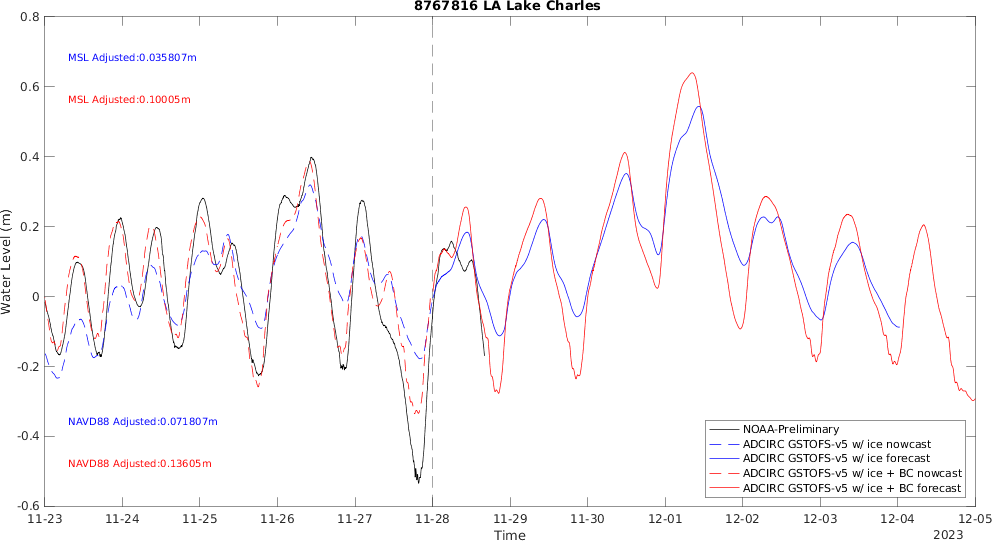 8767816 LA Lake Charles
0.8
MSL Adjusted:0.035807m
0.6
MSL Adjusted:0.10005m
0.4
0.2
Water Level (m)
0
-0.2
NAVD88 Adjusted:0.071807m
-0.4
NAVD88 Adjusted:0.13605m
-0.6
NOAA-Preliminary
ADCIRC GSTOFS-v5 w/ ice nowcast
ADCIRC GSTOFS-v5 w/ ice forecast
ADCIRC GSTOFS-v5 w/ ice + BC nowcast
ADCIRC GSTOFS-v5 w/ ice + BC forecast
11-23 11-24 11-25 11-26 11-27 11-28 11-29 11-30 12-01 12-02 12-03 12-04 12-05
Time
2023